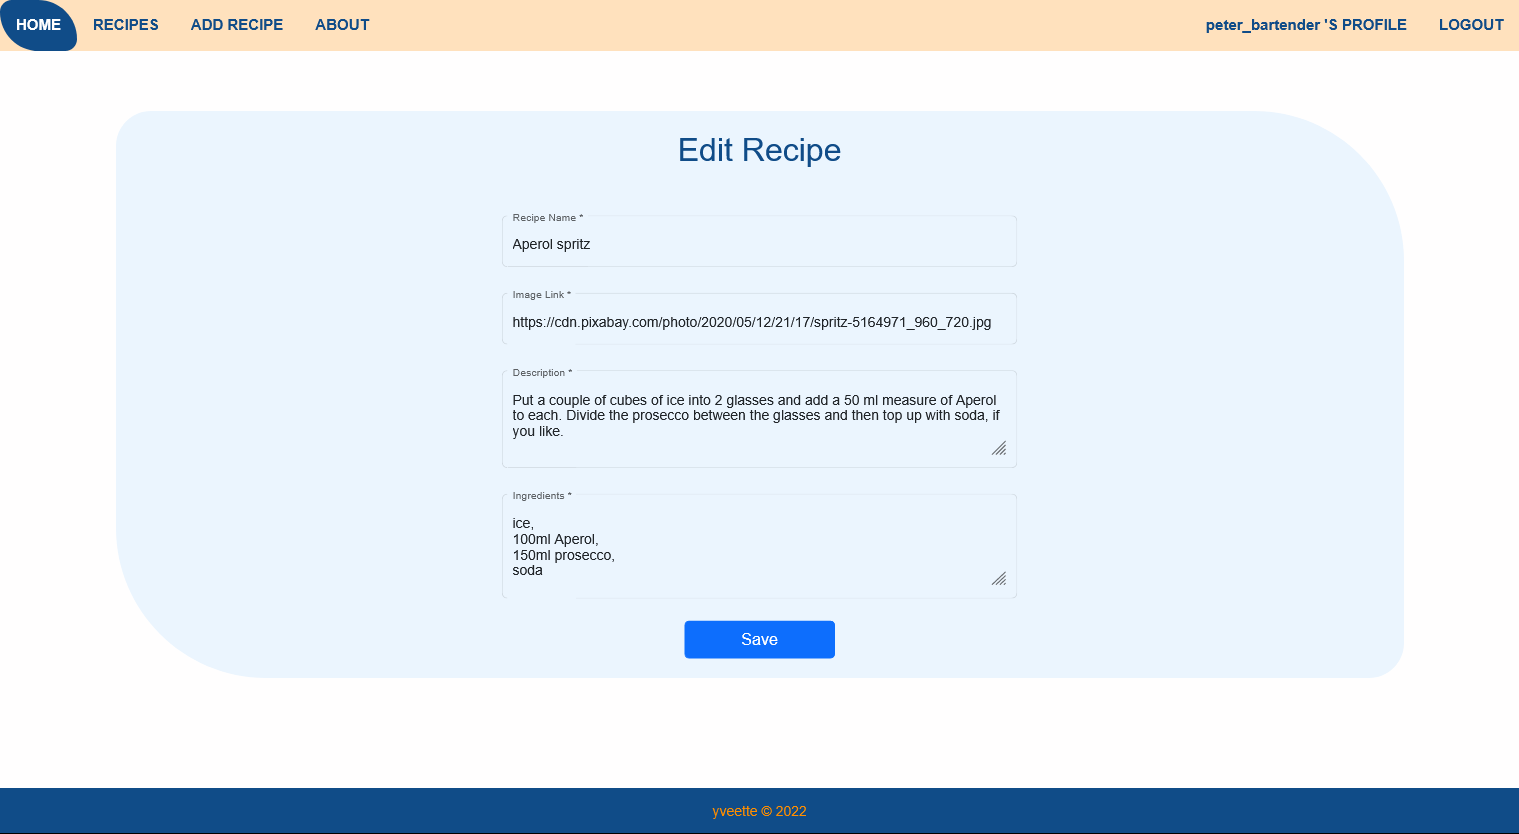 HOME RECIPES ADD RECIPE ABOUT peter_bartender 'S PROFILE LOGOUT
Edit Recipe
Recipe Name *
Aperol spritz
Image Link *
https://cdn.pixabay.com/photo/2020/05/12/21/17/spritz-5164971_960_720.jpg
Description *
Put a couple of cubes of ice into 2 glasses and add a 50 ml measure of Aperol
to each. Divide the prosecco between the glasses and then top up with soda, if
you like.
Ingredients *
ice,
100ml Aperol,
150ml prosecco,
soda
Save
yveette © 2022